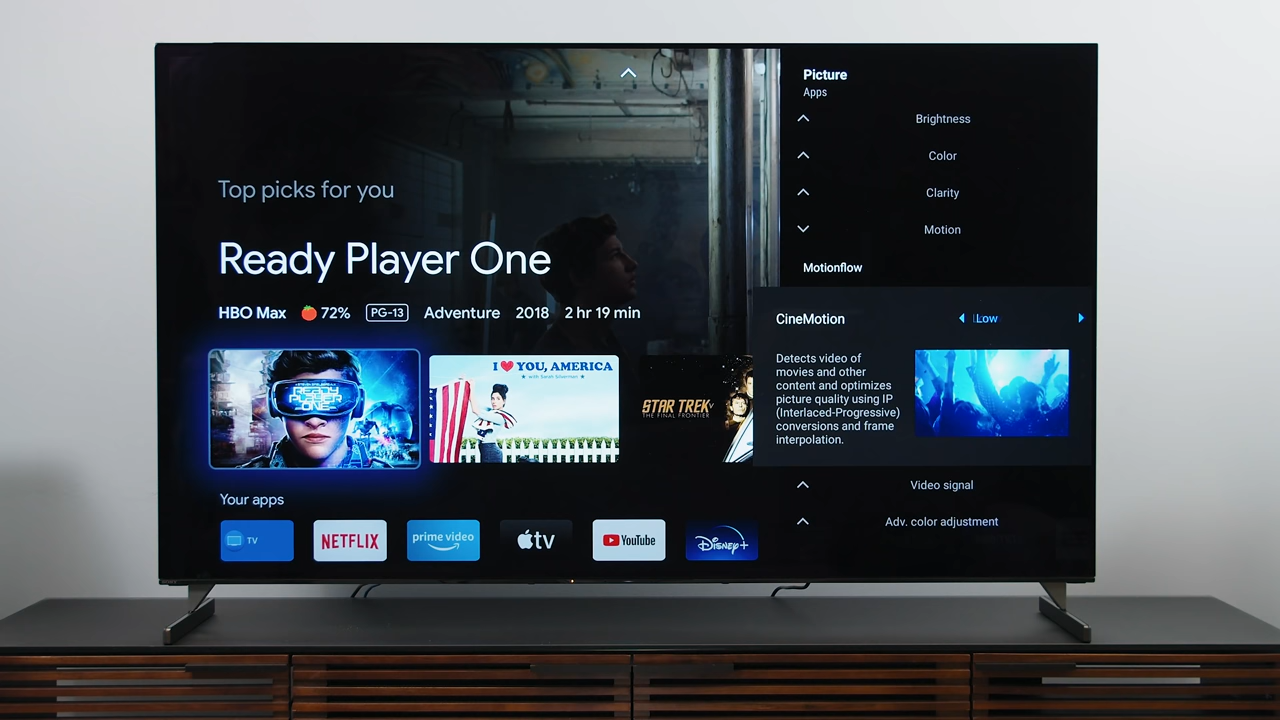 Top picks for you
Ready Player One
HBO Max 72% PG-13 Adventure 2018 2 hr 19 min
READY
PLAYER
ONE
I ❤ YOU, AMERICA
★ with Sarah Silverman ★
STAR TREK V
THE FINAL FRONTIER
Your apps
TV
NETFLIX
prime video
tv
YouTube
Disney+
Picture
Apps
Brightness
Color
Clarity
Motion
Motionflow
CineMotion
Low
Detects video of
movies and other
content and optimizes
picture quality using IP
(Interlaced-Progressive)
conversions and frame
interpolation.
Video signal
Adv. color adjustment